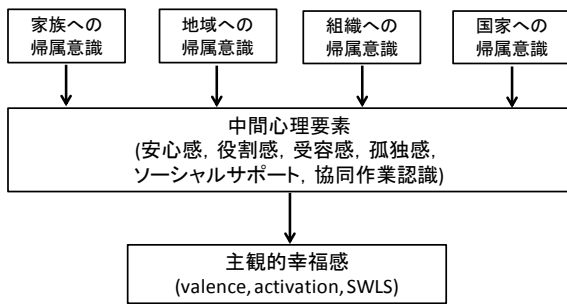 家族への
帰属意識
地域への
帰属意識
組織への
帰属意識
国家への
帰属意識
中間心理要素
(安心感，役割感，受容感，孤独感，
ソーシャルサポート，協同作業認識)
主観的幸福感
(valence, activation, SWLS)